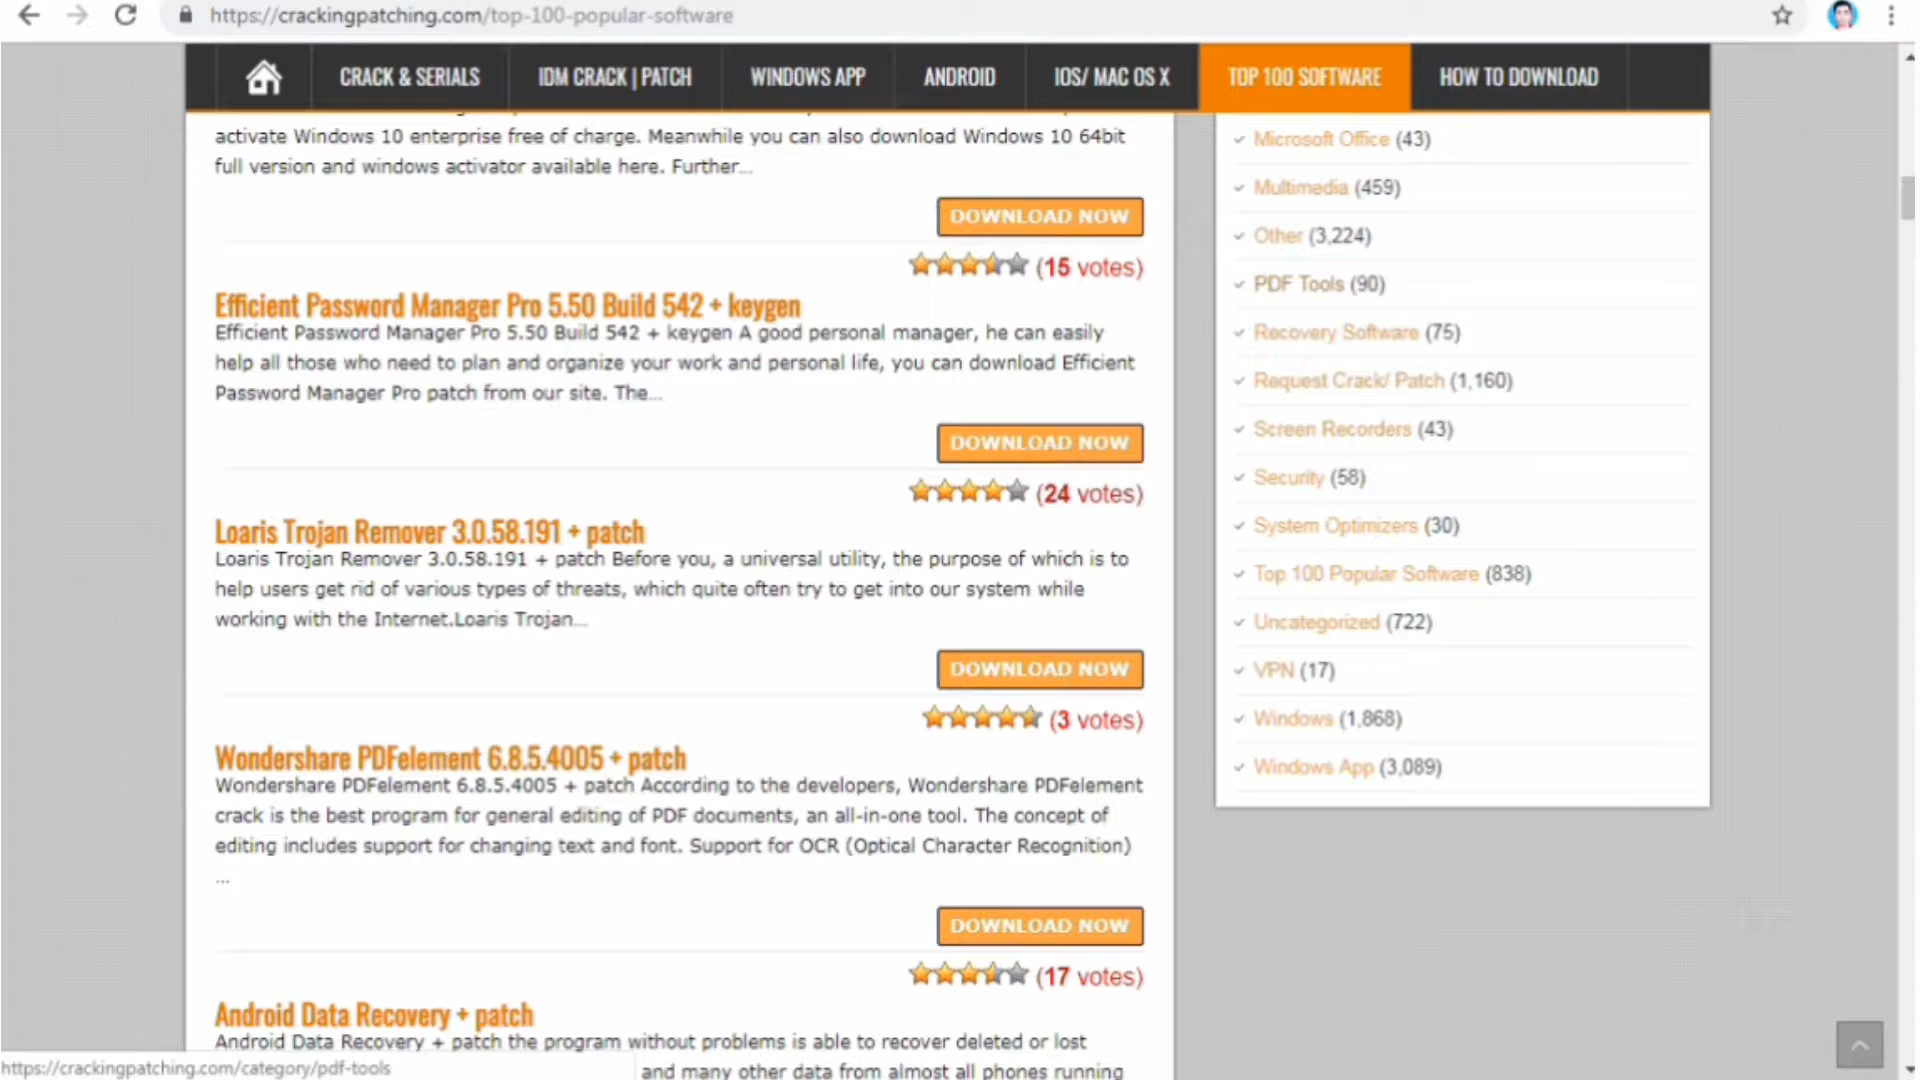 https://crackingpatching.com/top-100-popular-software
CRACK & SERIALS
IDM CRACK | PATCH
WINDOWS APP
ANDROID
IOS/ MAC OS X
TOP 100 SOFTWARE
HOW TO DOWNLOAD
activate Windows 10 enterprise free of charge. Meanwhile you can also download Windows 10 64bit
full version and windows activator available here. Further...
DOWNLOAD NOW
(15 votes)
Efficient Password Manager Pro 5.50 Build 542 + keygen
Efficient Password Manager Pro 5.50 Build 542 + keygen A good personal manager, he can easily
help all those who need to plan and organize your work and personal life, you can download Efficient
Password Manager Pro patch from our site. The...
DOWNLOAD NOW
(24 votes)
Loaris Trojan Remover 3.0.58.191 + patch
Loaris Trojan Remover 3.0.58.191 + patch Before you, a universal utility, the purpose of which is to
help users get rid of various types of threats, which quite often try to get into our system while
working with the Internet.Loaris Trojan...
DOWNLOAD NOW
(3 votes)
Wondershare PDFelement 6.8.5.4005 + patch
Wondershare PDFelement 6.8.5.4005 + patch According to the developers, Wondershare PDFelement
crack is the best program for general editing of PDF documents, an all-in-one tool. The concept of
editing includes support for changing text and font. Support for OCR (Optical Character Recognition)
...
DOWNLOAD NOW
(17 votes)
Android Data Recovery + patch
Android Data Recovery + patch the program without problems is able to recover deleted or lost
and many other data from almost all phones running
Microsoft Office (43)
Multimedia (459)
Other (3,224)
PDF Tools (90)
Recovery Software (75)
Request Crack/ Patch (1,160)
Screen Recorders (43)
Security (58)
System Optimizers (30)
Top 100 Popular Software (838)
Uncategorized (722)
VPN (17)
Windows (1,868)
Windows App (3,089)
https://crackingpatching.com/category/pdf-tools